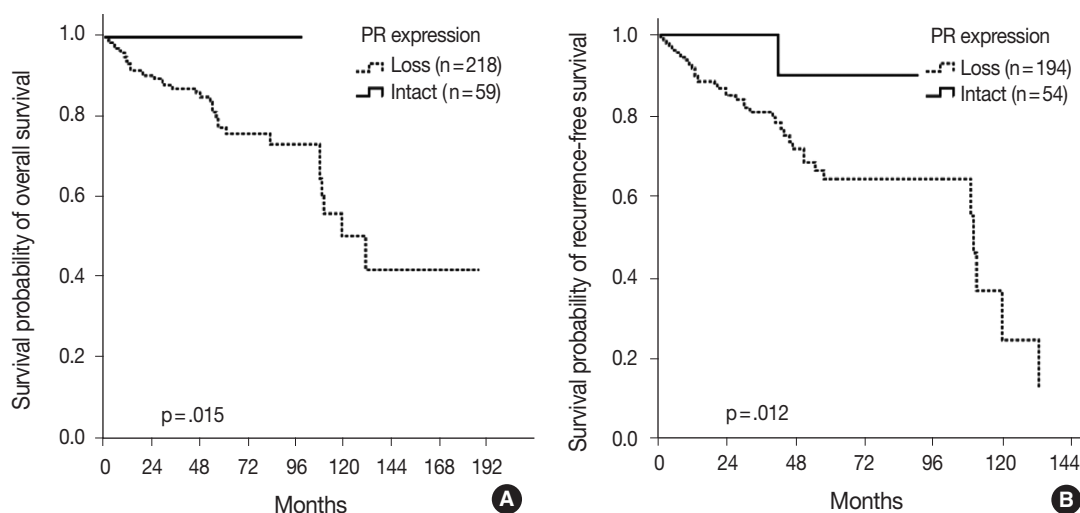 Survival probability of overall survival
1.0
0.8
0.6
0.4
0.2
0.0
PR expression
Loss (n=218)
Intact (n=59)
p=.015
0 24 48 72 96 120 144 168 192
Months
A
Survival probability of recurrence-free survival
1.0
0.8
0.6
0.4
0.2
0.0
PR expression
Loss (n=194)
Intact (n=54)
p=.012
0 24 48 72 96 120 144
Months
B